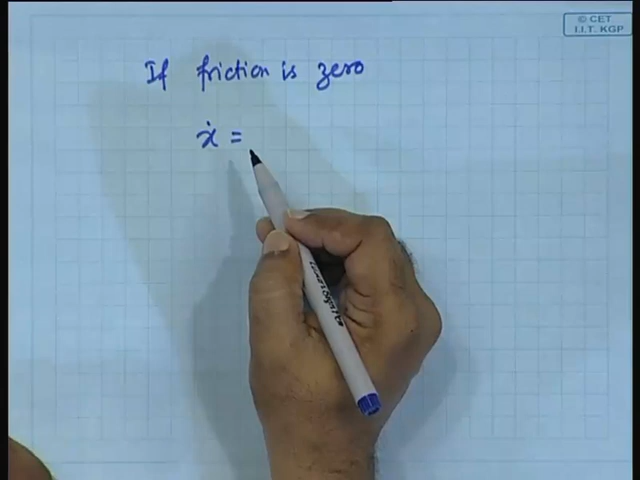 © CET
I.I.T. KGP
If friction is zero
ẋ =